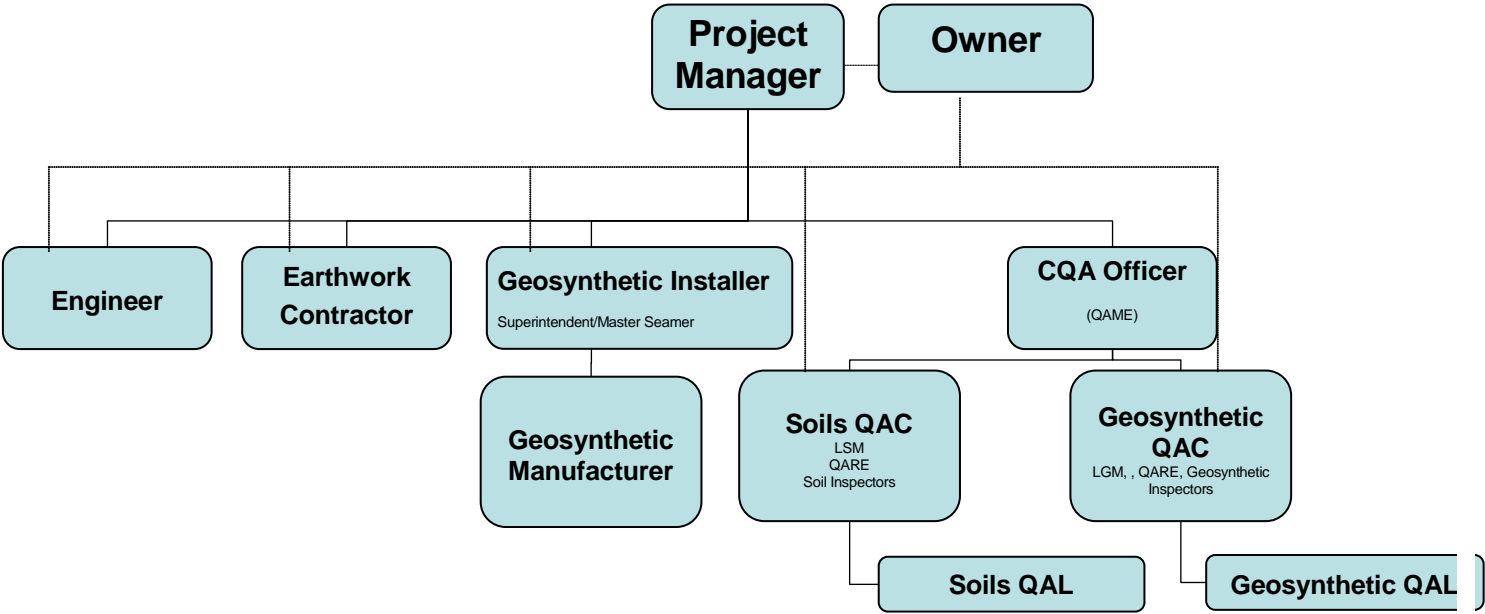 Project
Manager
Owner
Engineer
Earthwork
Contractor
Geosynthetic Installer
Superintendent/Master Seamer
CQA Officer
(QAME)
Geosynthetic
Manufacturer
Soils QAC
LSM
QARE
Soil Inspectors
Geosynthetic
QAC
LGM, , QARE, Geosynthetic
Inspectors
Soils QAL
Geosynthetic QAL